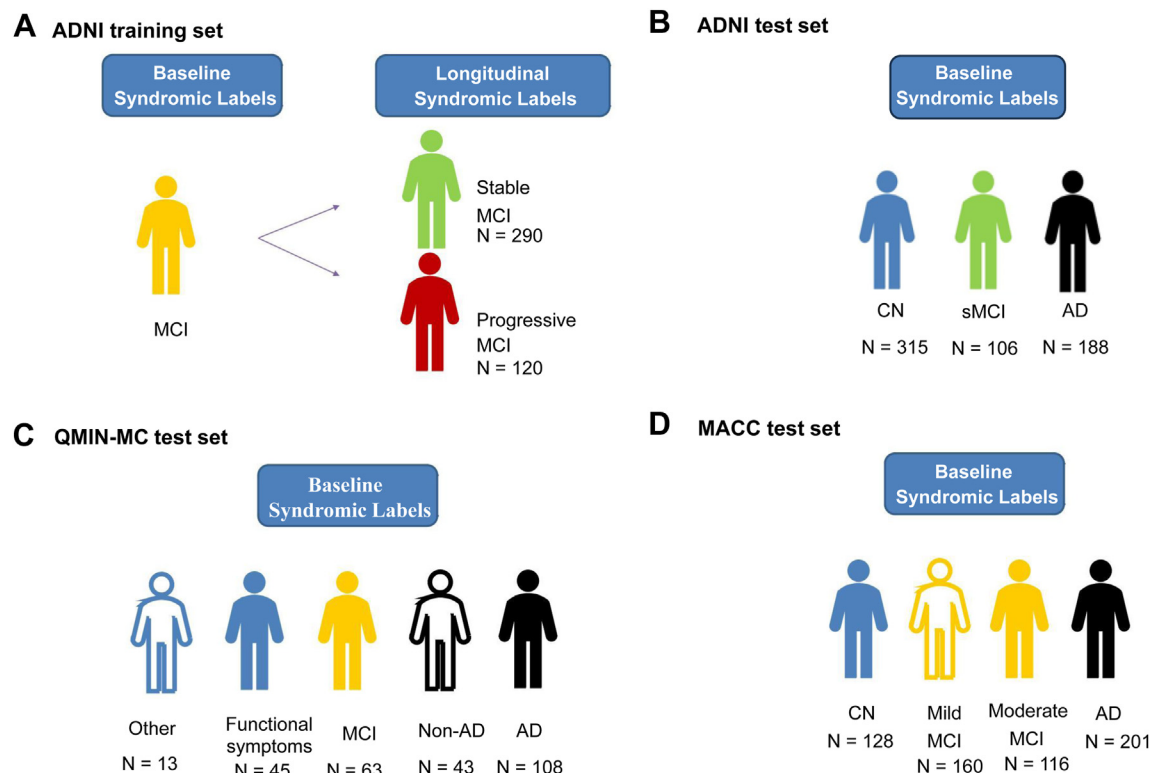 A ADNI training set
Baseline
Syndromic Labels
Longitudinal
Syndromic Labels
MCI
Stable
MCI
N = 290
Progressive
MCI
N = 120
B ADNI test set
Baseline
Syndromic Labels
CN
N = 315
sMCI
N = 106
AD
N = 188
C QMIN-MC test set
Baseline
Syndromic Labels
Other
N = 13
Functional
symptoms
N = 45
MCI
N = 63
Non-AD
N = 43
AD
N = 108
D MACC test set
Baseline
Syndromic Labels
CN
N = 128
Mild
MCI
N = 160
Moderate
MCI
N = 116
AD
N = 201